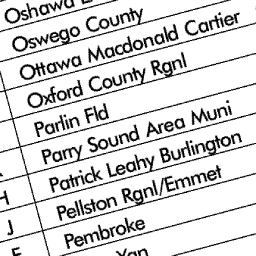 Oshawa
Oswego County
Ottawa Macdonald Cartier
Oxford County Rgnl
Parlin Fld
Parry Sound Area Muni
H Patrick Leahy Burlington
J Pellston Rgnl/Emmet
Pembroke